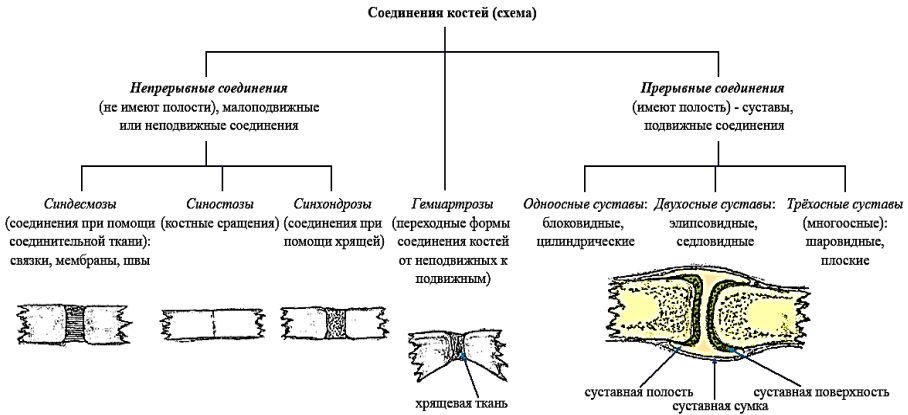 Соединения костей (схема)
Непрерывные соединения
(не имеют полости), малоподвижные
или неподвижные соединения
Прерывные соединения
(имеют полость) - суставы,
подвижные соединения
Синдесмозы
(соединения при помощи
соединительной ткани):
связки, мембраны, швы
Синостозы
(костные сращения)
Синхондрозы
(соединения при
помощи хрящей)
Гемиартрозы
(переходные формы
соединения костей
от неподвижных к
подвижным)
Одноосные суставы:
блоковидные,
цилиндрические
Двухосные суставы:
элипсовидные,
седловидные
Трёхосные суставы
(многоосные):
шаровидные,
плоские
хрящевая ткань
суставная полость
суставная сумка
суставная поверхность